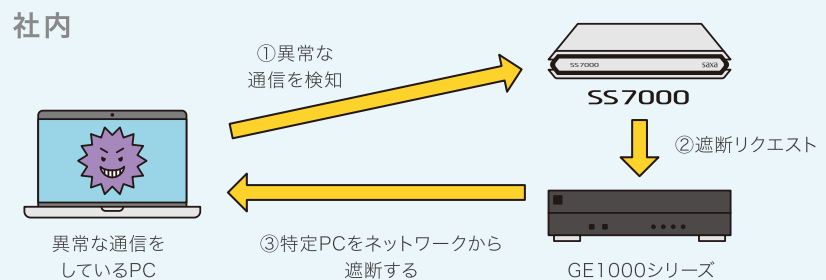 社内
①異常な
通信を検知
SS7000
saxa
SS7000
②遮断リクエスト
異常な通信を
しているPC
③特定PCをネットワークから
遮断する
GE1000シリーズ